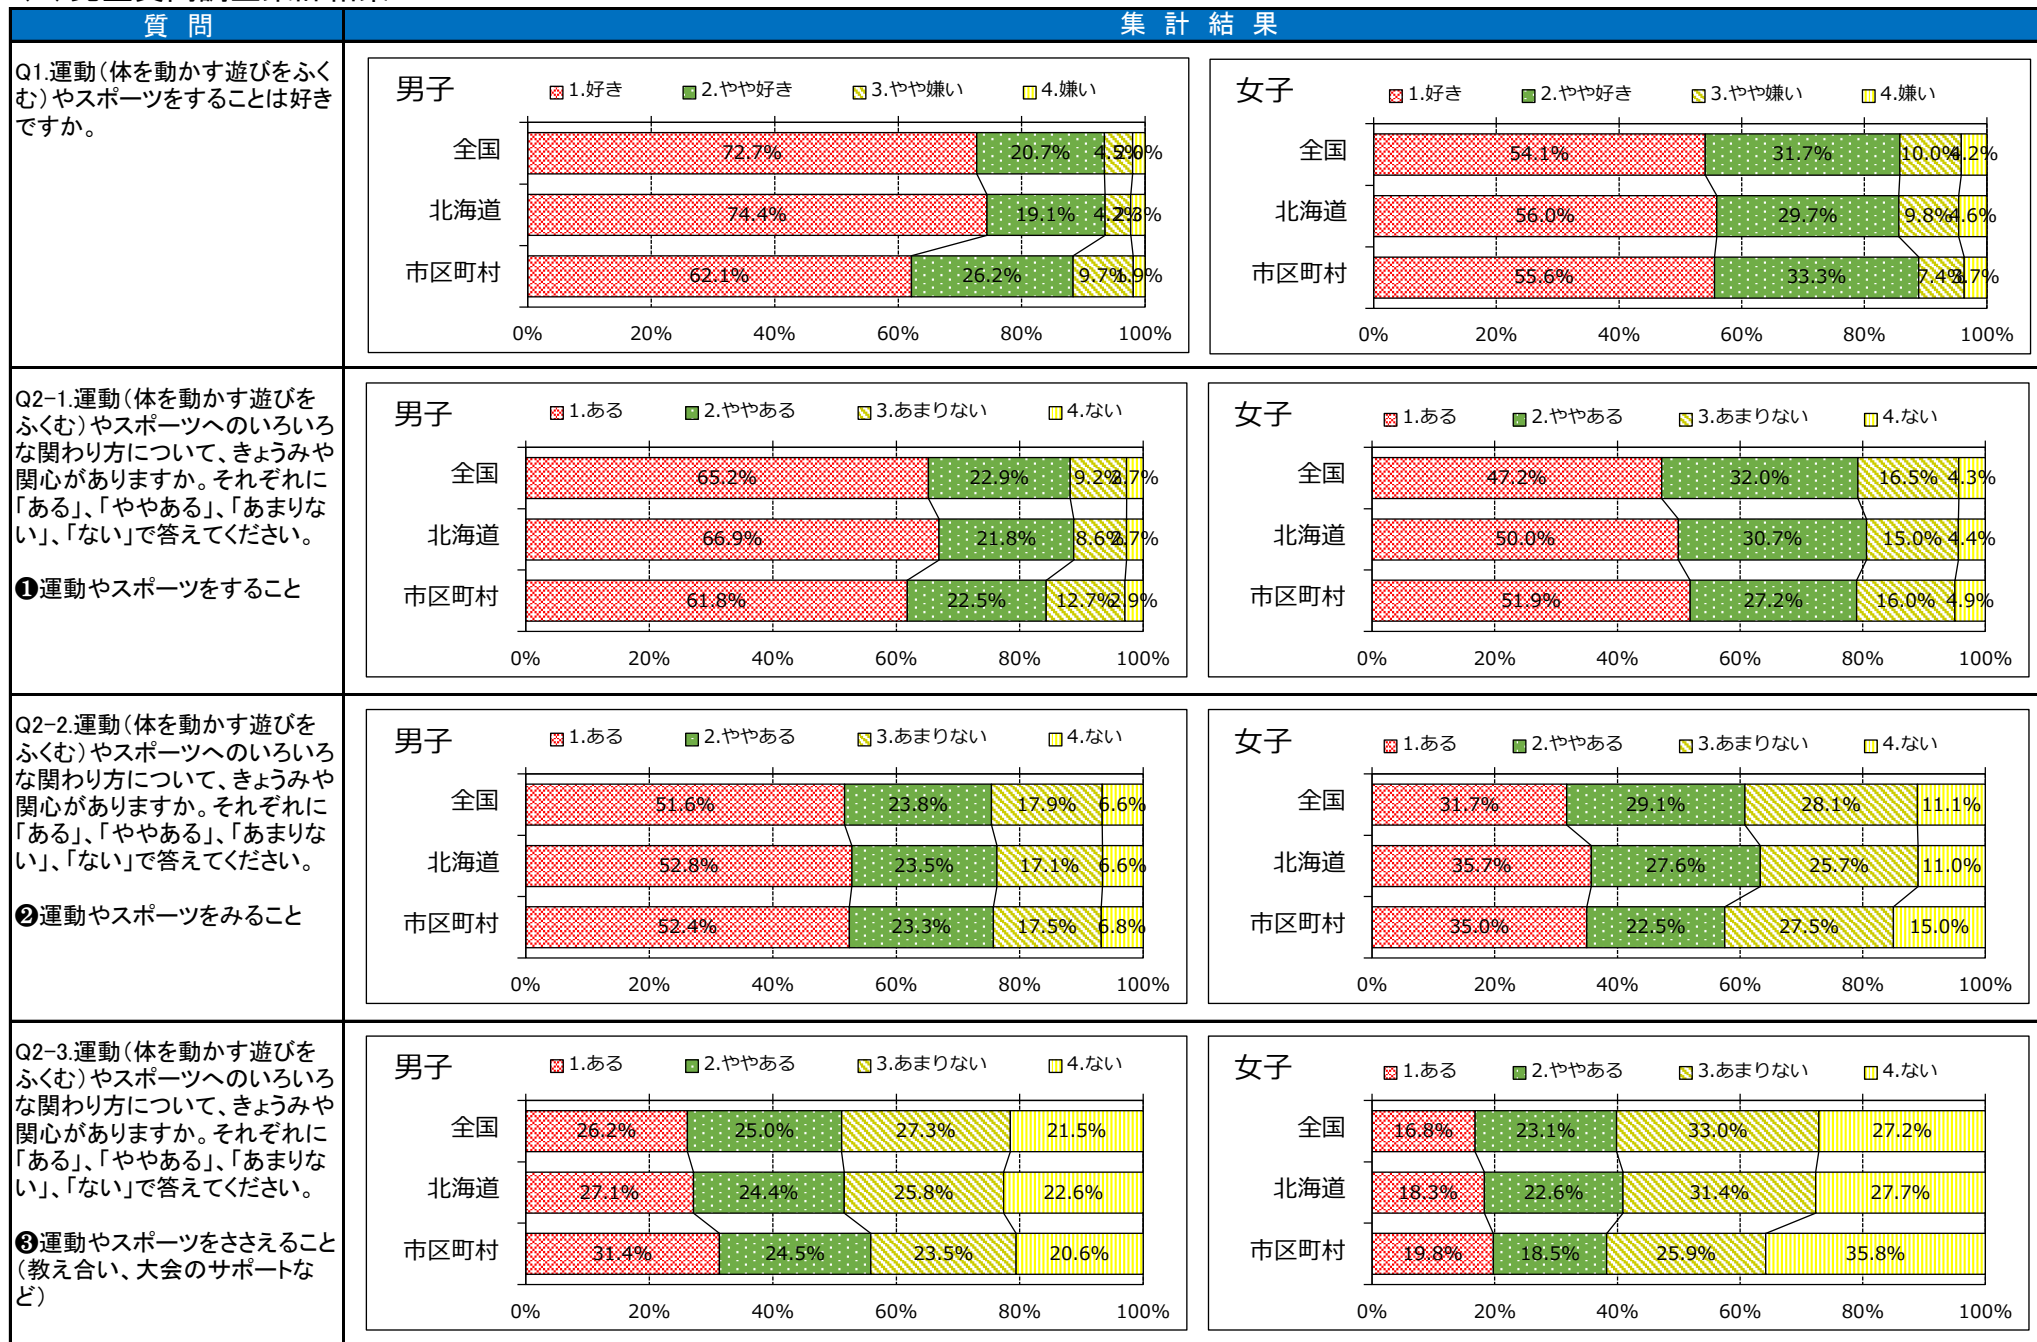 質 問
集 計 結 果
Q1.運動（体を動かす遊びをふく
む）やスポーツをすることは好き
ですか。
男子
1.好き 2.やや好き 3.やや嫌い 4.嫌い
全国 72.7% 20.7% 4.5% 2.0%
北海道 74.4% 19.1% 4.2% 2.3%
市区町村 62.1% 26.2% 9.7% 1.9%
0% 20% 40% 60% 80% 100%
女子
1.好き 2.やや好き 3.やや嫌い 4.嫌い
全国 54.1% 31.7% 10.0% 4.2%
北海道 56.0% 29.7% 9.8% 4.6%
市区町村 55.6% 33.3% 7.4% 3.7%
0% 20% 40% 60% 80% 100%
Q2-1.運動（体を動かす遊びを
ふくむ）やスポーツへのいろいろ
な関わり方について、きょうみや
関心がありますか。それぞれに
「ある」、「ややある」、「あまりな
い」、「ない」で答えてください。
❶運動やスポーツをすること
男子
1.ある 2.ややある 3.あまりない 4.ない
全国 65.2% 22.9% 9.2% 2.7%
北海道 66.9% 21.8% 8.6% 2.7%
市区町村 61.8% 22.5% 12.7% 2.9%
0% 20% 40% 60% 80% 100%
女子
1.ある 2.ややある 3.あまりない 4.ない
全国 47.2% 32.0% 16.5% 4.3%
北海道 50.0% 30.7% 15.0% 4.4%
市区町村 51.9% 27.2% 16.0% 4.9%
0% 20% 40% 60% 80% 100%
Q2-2.運動（体を動かす遊びを
ふくむ）やスポーツへのいろいろ
な関わり方について、きょうみや
関心がありますか。それぞれに
「ある」、「ややある」、「あまりな
い」、「ない」で答えてください。
❷運動やスポーツをみること
男子
1.ある 2.ややある 3.あまりない 4.ない
全国 51.6% 23.8% 17.9% 6.6%
北海道 52.8% 23.5% 17.1% 6.6%
市区町村 52.4% 23.3% 17.5% 6.8%
0% 20% 40% 60% 80% 100%
女子
1.ある 2.ややある 3.あまりない 4.ない
全国 31.7% 29.1% 28.1% 11.1%
北海道 35.7% 27.6% 25.7% 11.0%
市区町村 35.0% 22.5% 27.5% 15.0%
0% 20% 40% 60% 80% 100%
Q2-3.運動（体を動かす遊びを
ふくむ）やスポーツへのいろいろ
な関わり方について、きょうみや
関心がありますか。それぞれに
「ある」、「ややある」、「あまりな
い」、「ない」で答えてください。
❸運動やスポーツをささえること
（教え合い、大会のサポートな
ど）
男子
1.ある 2.ややある 3.あまりない 4.ない
全国 26.2% 25.0% 27.3% 21.5%
北海道 27.1% 24.4% 25.8% 22.6%
市区町村 31.4% 24.5% 23.5% 20.6%
0% 20% 40% 60% 80% 100%
女子
1.ある 2.ややある 3.あまりない 4.ない
全国 16.8% 23.1% 33.0% 27.2%
北海道 18.3% 22.6% 31.4% 27.7%
市区町村 19.8% 18.5% 25.9% 35.8%
0% 20% 40% 60% 80% 100%